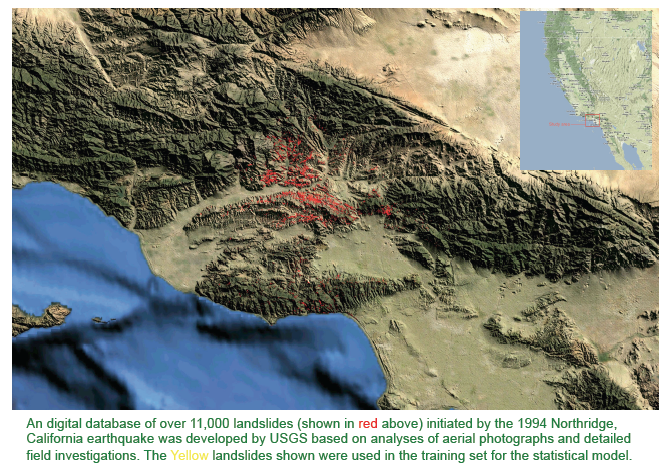 An digital database of over 11,000 landslides (shown in red above) initiated by the 1994 Northridge,
California earthquake was developed by USGS based on analyses of aerial photographs and detailed
field investigations. The Yellow landslides shown were used in the training set for the statistical model.